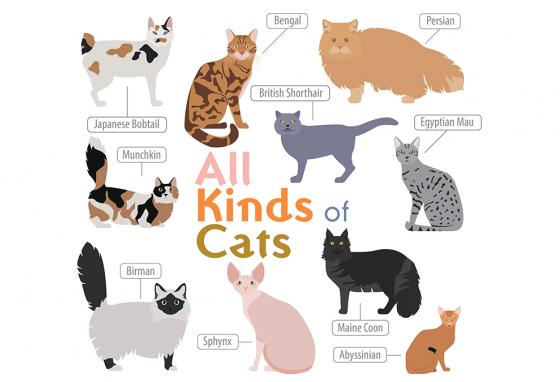 Bengal
Persian
Japanese Bobtail
British Shorthair
Egyptian Mau
Munchkin
All
Kinds of
Cats
Birman
Sphynx
Maine Coon
Abyssinian